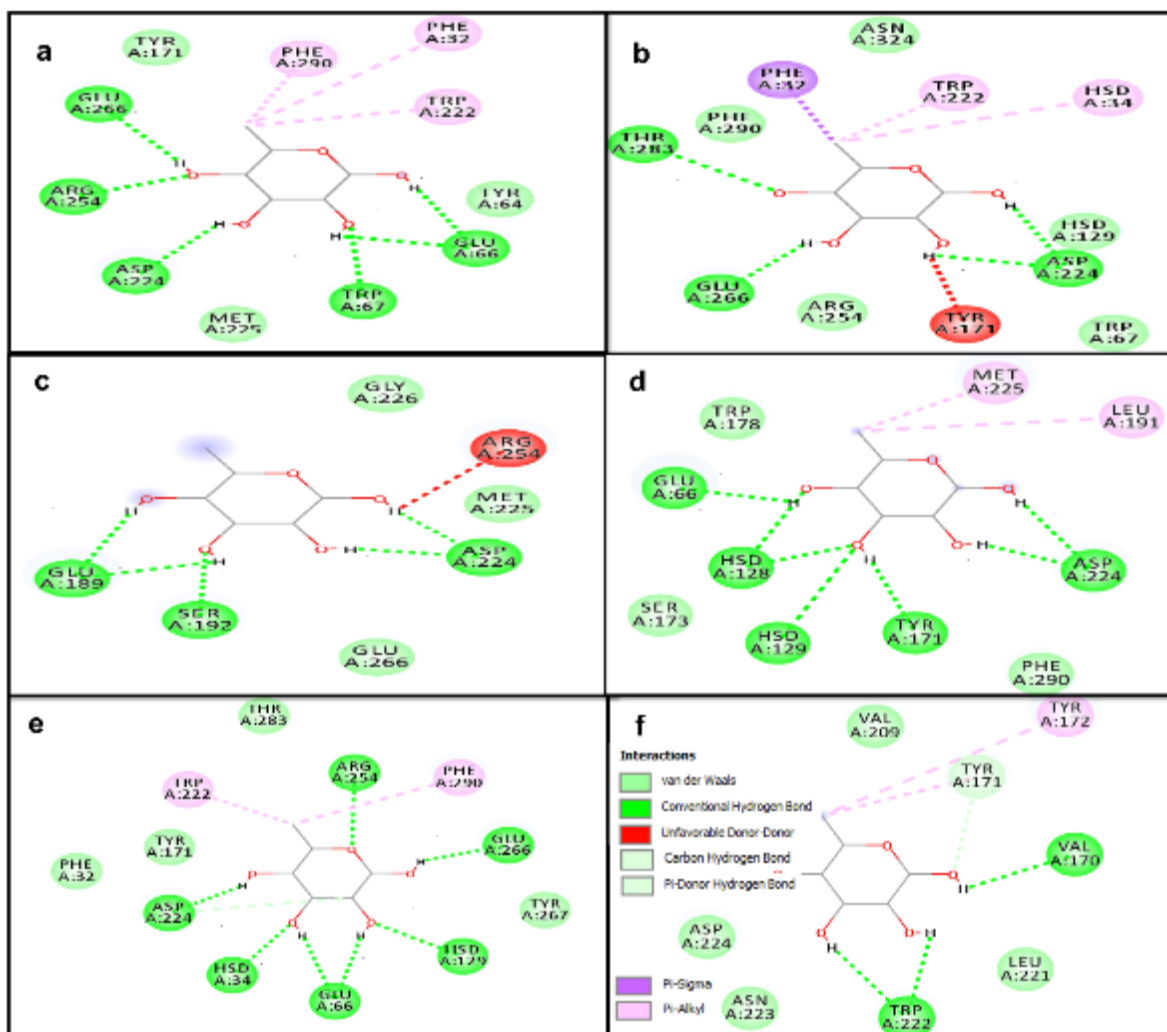 a
TYR
A:171
PHE
A:290
PHE
A:32
TRP
A:222
GLU
A:266
ARG
A:254
TYR
A:64
GLU
A:66
ASP
A:224
TRP
A:67
MET
A:225
H
O
O
O
H
H
O
O
H
b
ASN
A:324
PHE
A:32
TRP
A:222
HSD
A:34
PHE
A:290
THR
A:283
HSD
A:129
ASP
A:224
GLU
A:266
ARG
A:254
TYR
A:171
TRP
A:67
O
O
O
H
H
O
O
H
c
GLY
A:226
ARG
A:254
MET
A:225
ASP
A:224
GLU
A:189
SER
A:192
GLU
A:266
O
O
O
H
H
O
H
O
H
d
MET
A:225
LEU
A:191
TRP
A:178
GLU
A:66
HSD
A:128
ASP
A:224
SER
A:173
HSD
A:129
TYR
A:171
PHE
A:290
O
O
O
H
H
O
O
H
H
e
THR
A:283
ARG
A:254
TRP
A:222
PHE
A:290
TYR
A:171
GLU
A:266
PHE
A:32
ASP
A:224
TYR
A:267
HSD
A:34
GLU
A:66
HSD
A:129
O
H
O
O
H
O
O
H
H
f
VAL
A:209
TYR
A:172
TYR
A:171
VAL
A:170
ASP
A:224
LEU
A:221
ASN
A:223
TRP
A:222
O
O
H
O
O
H
H
Interactions
van der Waals
Conventional Hydrogen Bond
Unfavorable Donor-Donor
Carbon Hydrogen Bond
Pi-Donor Hydrogen Bond
Pi-Sigma
Pi-Alkyl